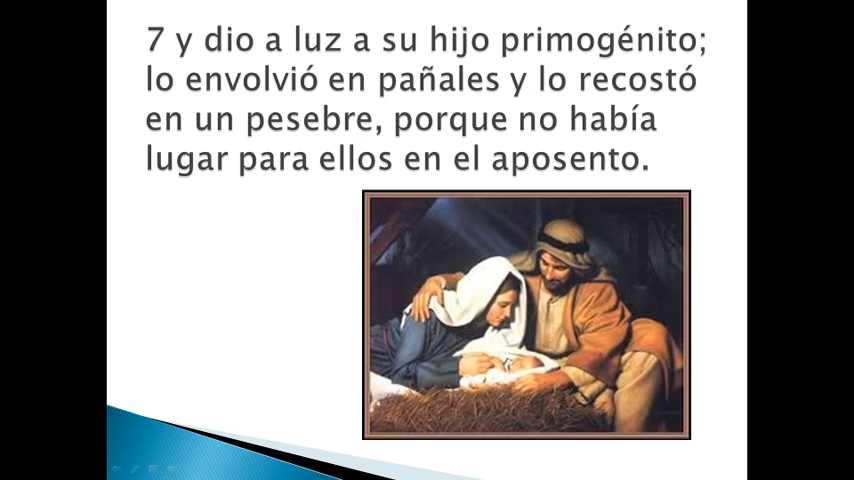 7 y dio a luz a su hijo primogénito;
lo envolvió en pañales y lo recostó
en un pesebre, porque no había
lugar para ellos en el aposento.